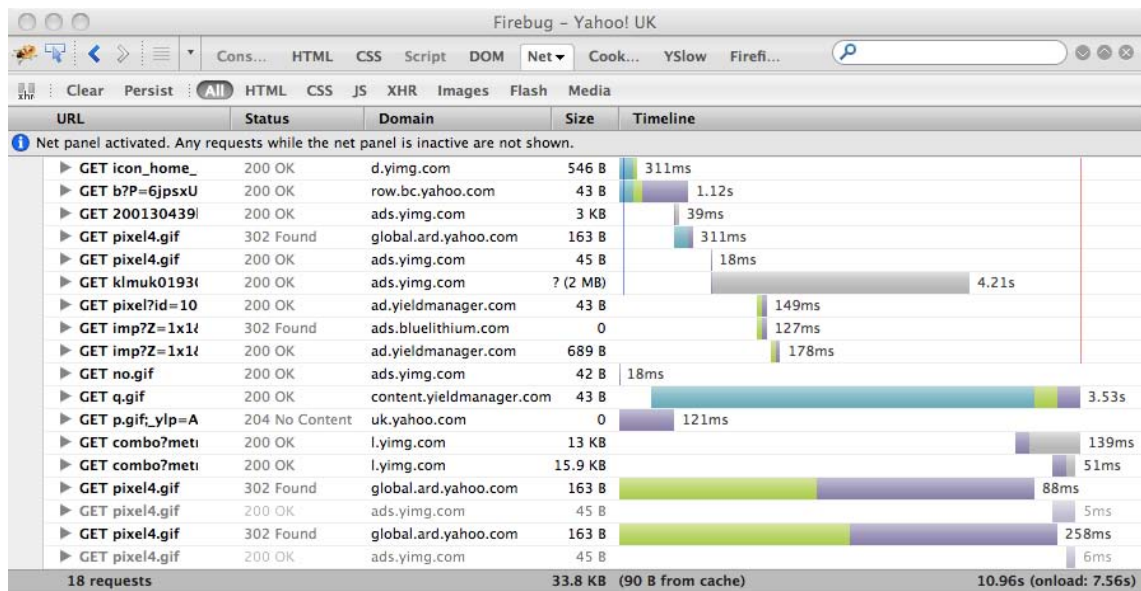 Firebug – Yahoo! UK
Cons... HTML CSS Script DOM Net Cook... YSlow Firefi...
xhr Clear Persist All HTML CSS JS XHR Images Flash Media
URL Status Domain Size Timeline
Net panel activated. Any requests while the net panel is inactive are not shown.
GET icon_home_ 200 OK d.yimg.com 546 B 311ms
GET b?P=6jpsxU 200 OK row.bc.yahoo.com 43 B 1.12s
GET 200130439 200 OK ads.yimg.com 3 KB 39ms
GET pixel4.gif 302 Found global.ard.yahoo.com 163 B 311ms
GET pixel4.gif 200 OK ads.yimg.com 45 B 18ms
GET klmuk0193 200 OK ads.yimg.com ? (2 MB) 4.21s
GET pixel?id=10 200 OK ad.yieldmanager.com 43 B 149ms
GET imp?Z=1x1& 302 Found ads.bluelithium.com 0 127ms
GET imp?Z=1x1& 200 OK ad.yieldmanager.com 689 B 178ms
GET no.gif 200 OK ads.yimg.com 42 B 18ms
GET q.gif 200 OK content.yieldmanager.com 43 B 3.53s
GET p.gif;_ylp=A 204 No Content uk.yahoo.com 0 121ms
GET combo?met 200 OK l.yimg.com 13 KB 139ms
GET combo?met 200 OK l.yimg.com 15.9 KB 51ms
GET pixel4.gif 302 Found global.ard.yahoo.com 163 B 88ms
GET pixel4.gif 200 OK ads.yimg.com 45 B 5ms
GET pixel4.gif 302 Found global.ard.yahoo.com 163 B 258ms
GET pixel4.gif 200 OK ads.yimg.com 45 B 6ms
18 requests 33.8 KB (90 B from cache) 10.96s (onload: 7.56s)